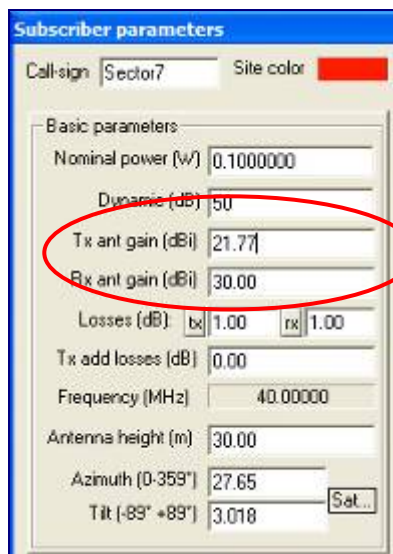 Subscriber parameters
Call-sign Sector7 Site color
Basic parameters
Nominal power (W) 0.1000000
Dynamic (dB) 50
Tx ant gain (dBi) 21.77
Rx ant gain (dBi) 30.00
Losses (dB): tx 1.00 rx 1.00
Tx add losses (dB) 0.00
Frequency (MHz) 40.00000
Antenna height (m) 30.00
Azimuth (0-359°) 27.65
Tilt (-89° +89°) 3.018
Sat...